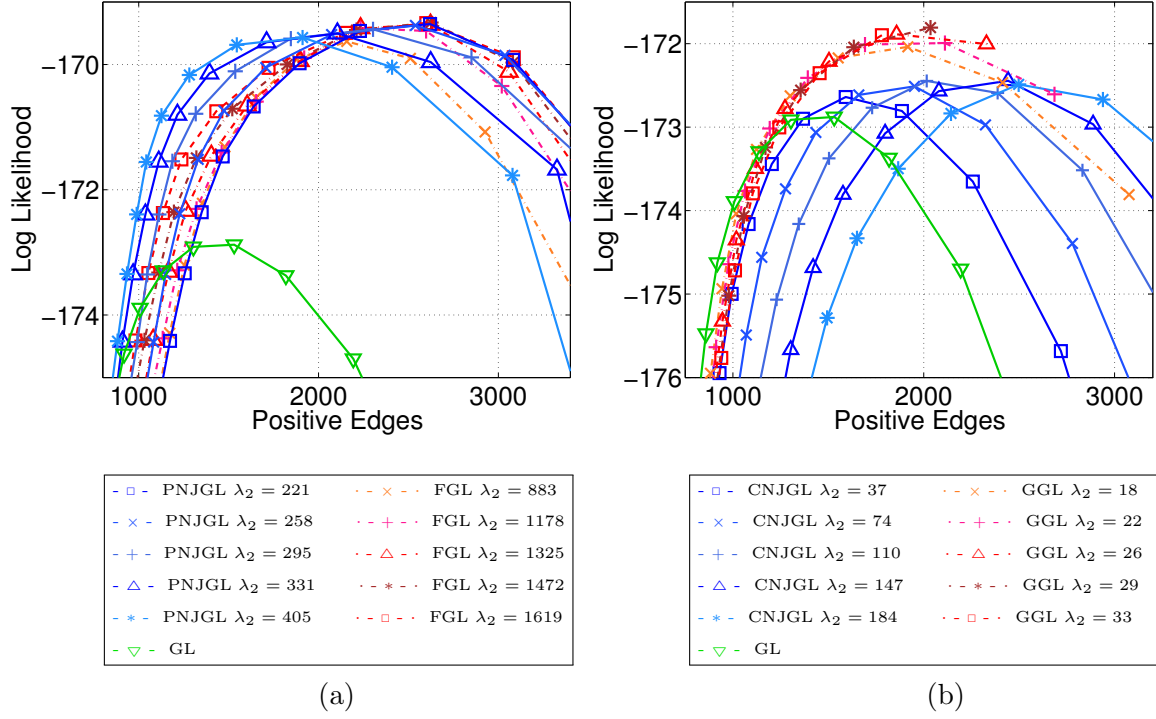 −170
−172
−174
1000
2000
3000
Log Likelihood
Positive Edges
−172
−173
−174
−175
−176
1000
2000
3000
Log Likelihood
Positive Edges
PNJGL λ₂ = 221
PNJGL λ₂ = 258
PNJGL λ₂ = 295
PNJGL λ₂ = 331
PNJGL λ₂ = 405
GL
FGL λ₂ = 883
FGL λ₂ = 1178
FGL λ₂ = 1325
FGL λ₂ = 1472
FGL λ₂ = 1619
CNJGL λ₂ = 37
CNJGL λ₂ = 74
CNJGL λ₂ = 110
CNJGL λ₂ = 147
CNJGL λ₂ = 184
GL
GGL λ₂ = 18
GGL λ₂ = 22
GGL λ₂ = 26
GGL λ₂ = 29
GGL λ₂ = 33
(a)
(b)